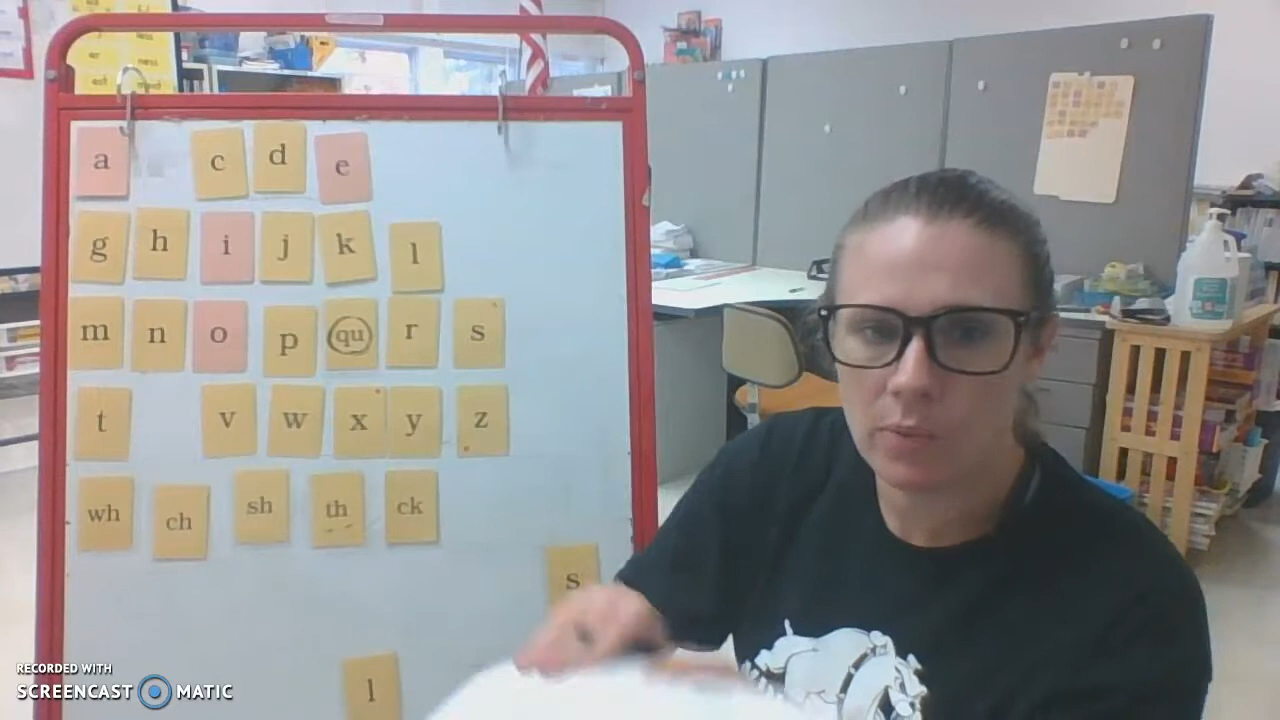 a c d e
g h i j k l
m n o p qu r s
t v w x y z
wh ch sh th ck
s
l
RECORDED WITH
SCREENCAST MATIC